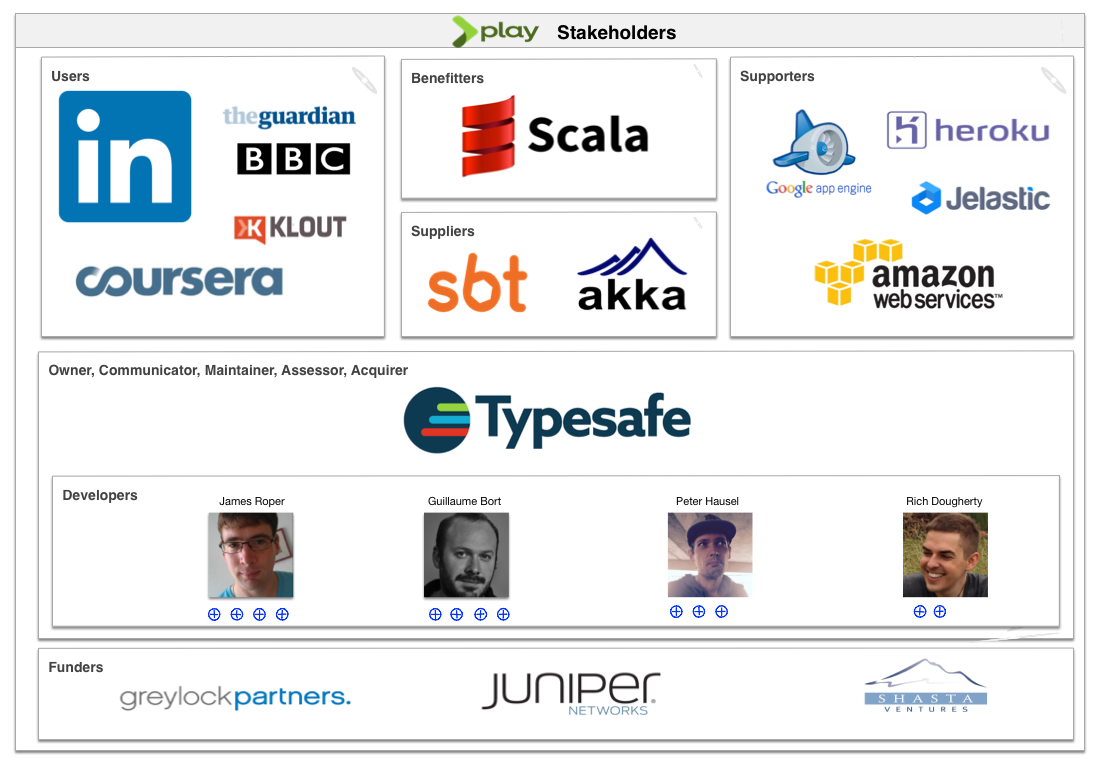 play Stakeholders
Users
in
theguardian
BBC
KLOUT
coursera
Benefitters
Scala
Suppliers
sbt
akka
Supporters
Google app engine
heroku
Jelastic
amazon
webservices™
Owner, Communicator, Maintainer, Assessor, Acquirer
Typesafe
Developers
James Roper
Guillaume Bort
Peter Hausel
Rich Dougherty
Funders
greylockpartners.
JUNIPER
NETWORKS
SHASTA
VENTURES